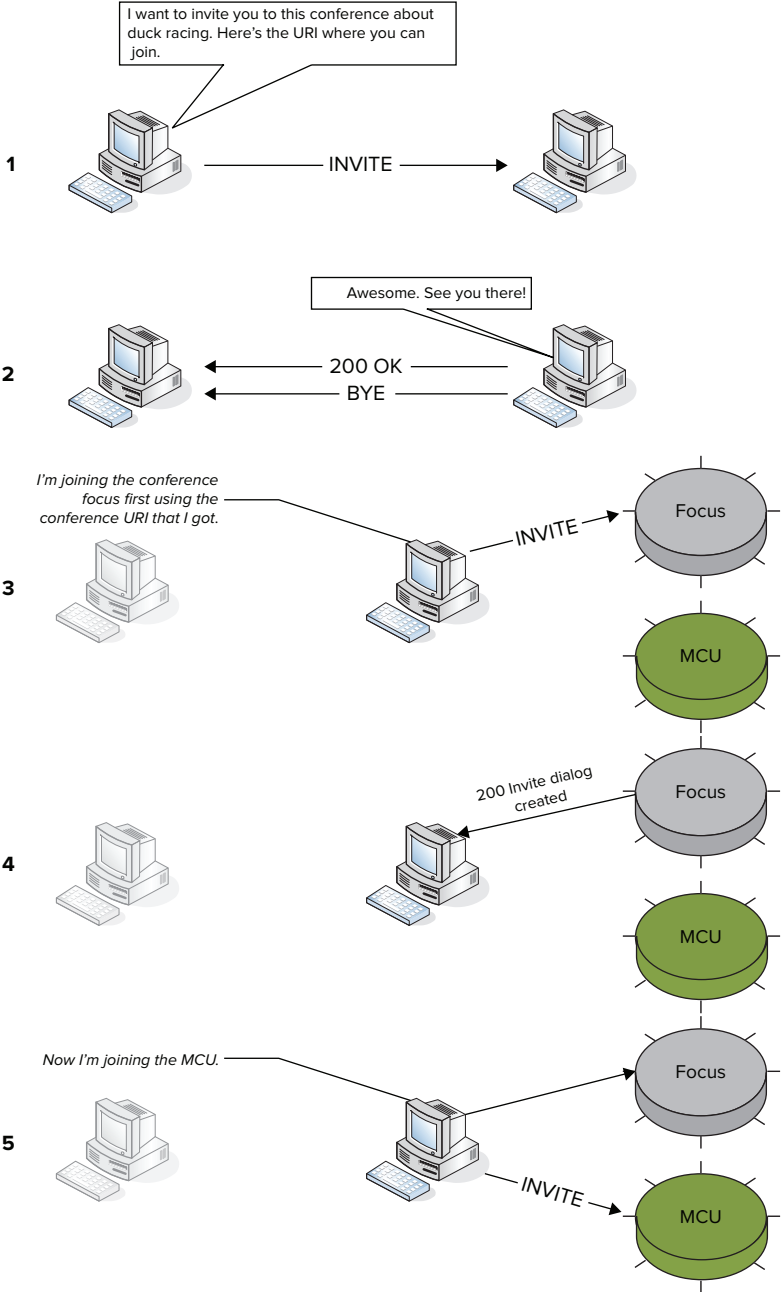 I want to invite you to this conference about
duck racing. Here's the URI where you can
join.
1
INVITE
Awesome. See you there!
2
200 OK
BYE
I'm joining the conference
focus first using the
conference URI that I got.
INVITE
Focus
3
MCU
200 Invite dialog
created
Focus
4
MCU
Now I'm joining the MCU.
Focus
5
INVITE
MCU